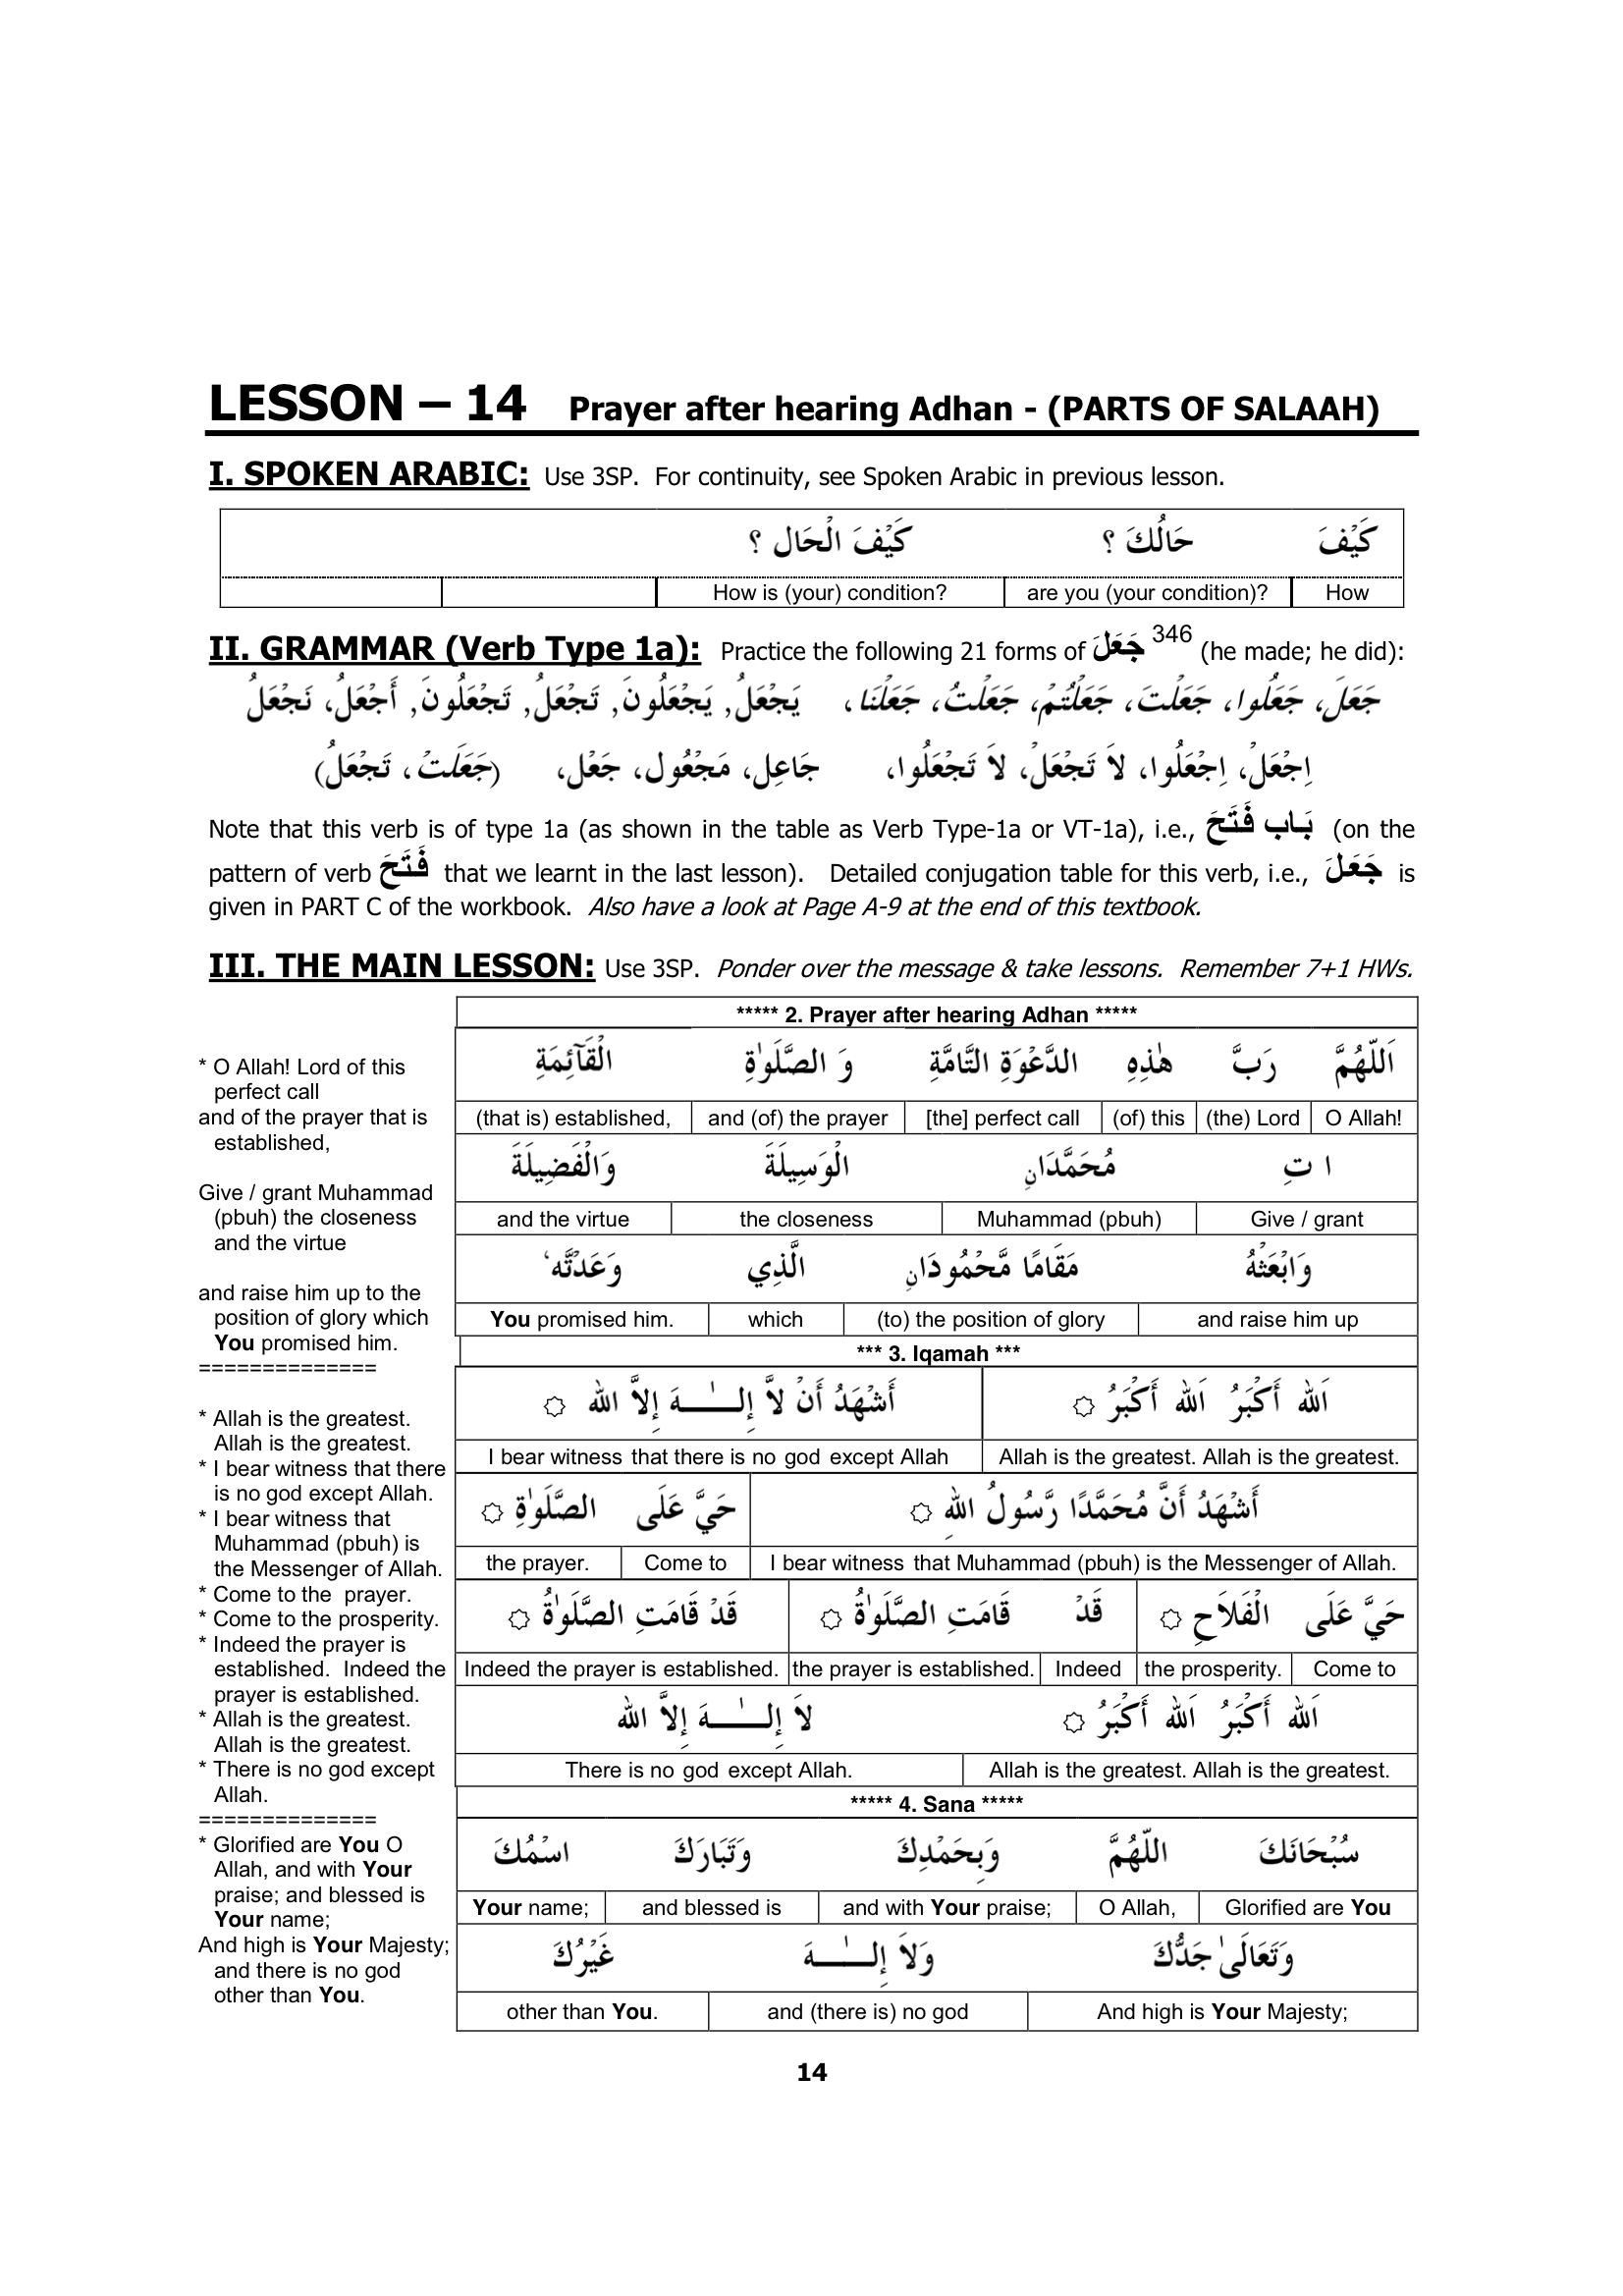 LESSON – 14 Prayer after hearing Adhan - (PARTS OF SALAAH)
I. SPOKEN ARABIC: Use 3SP. For continuity, see Spoken Arabic in previous lesson.
كَيْفَ حَالُكَ ؟ كَيْفَ الْحَال ؟
How is (your) condition? are you (your condition)? How
II. GRAMMAR (Verb Type 1a): Practice the following 21 forms of جَعَلَ 346 (he made; he did):
جَعَلَ، جَعَلُوا، جَعَلْتَ، جَعَلْتُمْ، جَعَلْتُ، جَعَلْنَا، يَجْعَلُ, يَجْعَلُونَ, تَجْعَلُ, تَجْعَلُونَ, أَجْعَلُ، نَجْعَلُ
اِجْعَلْ، اِجْعَلُوا، لاَ تَجْعَلْ، لاَ تَجْعَلُوا، جَاعِل، مَجْعُول، جَعْل، (جَعَلَتْ، تَجْعَلُ)
Note that this verb is of type 1a (as shown in the table as Verb Type-1a or VT-1a), i.e., بَاب فَتَحَ (on the
pattern of verb فَتَحَ that we learnt in the last lesson). Detailed conjugation table for this verb, i.e., جَعَلَ is
given in PART C of the workbook. Also have a look at Page A-9 at the end of this textbook.
III. THE MAIN LESSON: Use 3SP. Ponder over the message & take lessons. Remember 7+1 HWs.
* O Allah! Lord of this
perfect call
and of the prayer that is
established,
Give / grant Muhammad
(pbuh) the closeness
and the virtue
and raise him up to the
position of glory which
You promised him.
==============
* Allah is the greatest.
Allah is the greatest.
* I bear witness that there
is no god except Allah.
* I bear witness that
Muhammad (pbuh) is
the Messenger of Allah.
* Come to the prayer.
* Come to the prosperity.
* Indeed the prayer is
established. Indeed the
prayer is established.
* Allah is the greatest.
Allah is the greatest.
* There is no god except
Allah.
==============
* Glorified are You O
Allah, and with Your
praise; and blessed is
Your name;
And high is Your Majesty;
and there is no god
other than You.
***** 2. Prayer after hearing Adhan *****
اَللّهُمَّ رَبَّ هٰذِهِ الدَّعْوَةِ التَّامَّةِ وَ الصَّلَوٰةِ الْقَآئِمَةِ
(that is) established, and (of) the prayer [the] perfect call (of) this (the) Lord O Allah!
ا تِ مُحَمَّدَانِ الْوَسِيلَةَ وَالْفَضِيلَةَ
and the virtue the closeness Muhammad (pbuh) Give / grant
وَابْعَثْهُ مَقَامًا مَّحْمُودَانِ الَّذِي وَعَدْتَّه‘
You promised him. which (to) the position of glory and raise him up
*** 3. Iqamah ***
اَلله أَكْبَرُ اَلله أَكْبَرُ ۞ أَشْهَدُ أَنْ لاَّ إِلـٰـهَ إِلاَّ الله ۞
I bear witness that there is no god except Allah Allah is the greatest. Allah is the greatest.
أَشْهَدُ أَنَّ مُحَمَّدًا رَّسُولُ اللهِ ۞ حَيَّ عَلَى الصَّلَوٰةِ ۞
the prayer. Come to I bear witness that Muhammad (pbuh) is the Messenger of Allah.
حَيَّ عَلَى الْفَلاَحِ ۞ قَدْ قَامَتِ الصَّلَوٰةُ ۞ قَدْ قَامَتِ الصَّلَوٰةُ ۞
Indeed the prayer is established. the prayer is established. Indeed the prosperity. Come to
اَلله أَكْبَرُ اَلله أَكْبَرُ ۞ لاَ إِلـٰـهَ إِلاَّ الله
There is no god except Allah. Allah is the greatest. Allah is the greatest.
***** 4. Sana *****
سُبْحَانَكَ اللّهُمَّ وَبِحَمْدِكَ وَتَبَارَكَ اسْمُكَ
Your name; and blessed is and with Your praise; O Allah, Glorified are You
وَتَعَالَىٰ جَدُّكَ وَلاَ إِلـٰـهَ غَيْرُكَ
other than You. and (there is) no god And high is Your Majesty;
14